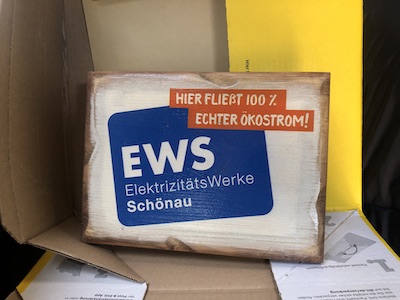 HIER FLIEßT 100 %
ECHTER ÖKOSTROM!
EWS
ElektrizitätsWerke
Schönau